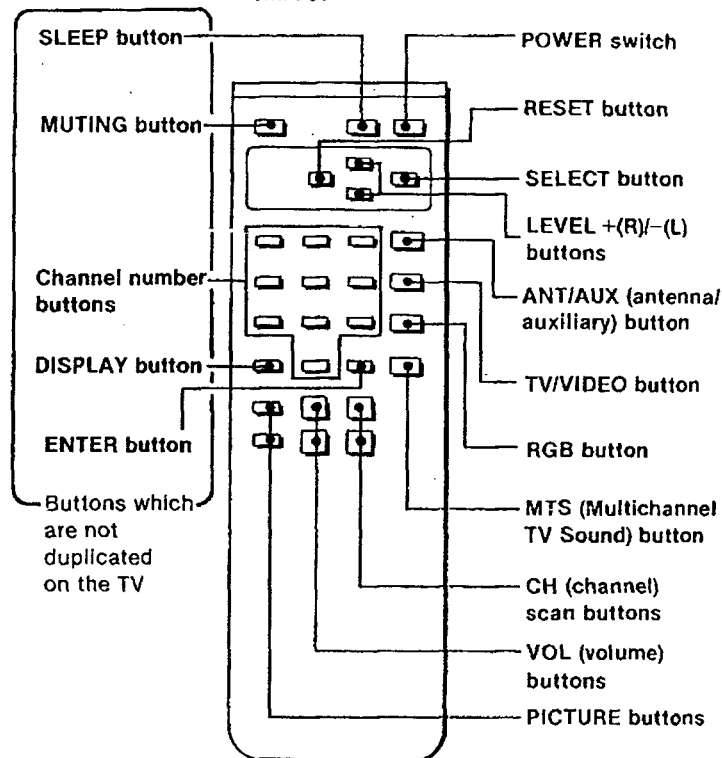 SLEEP button
MUTING button
Channel number
buttons
DISPLAY button
ENTER button
Buttons which
are not
duplicated
on the TV
POWER switch
RESET button
SELECT button
LEVEL +(R)/−(L)
buttons
ANT/AUX (antenna/
auxiliary) button
TV/VIDEO button
RGB button
MTS (Multichannel
TV Sound) button
CH (channel)
scan buttons
VOL (volume)
buttons
PICTURE buttons